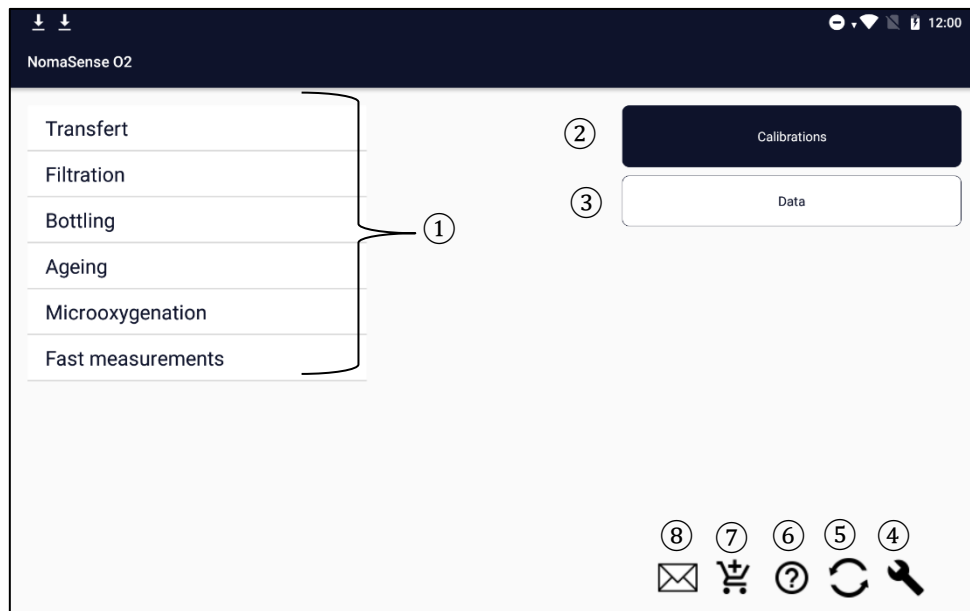 12:00
NomaSense O2
Transfert
Filtration
Bottling
Ageing
Microoxygenation
Fast measurements
①
② Calibrations
③ Data
⑧ ⑦ ⑥ ⑤ ④
?